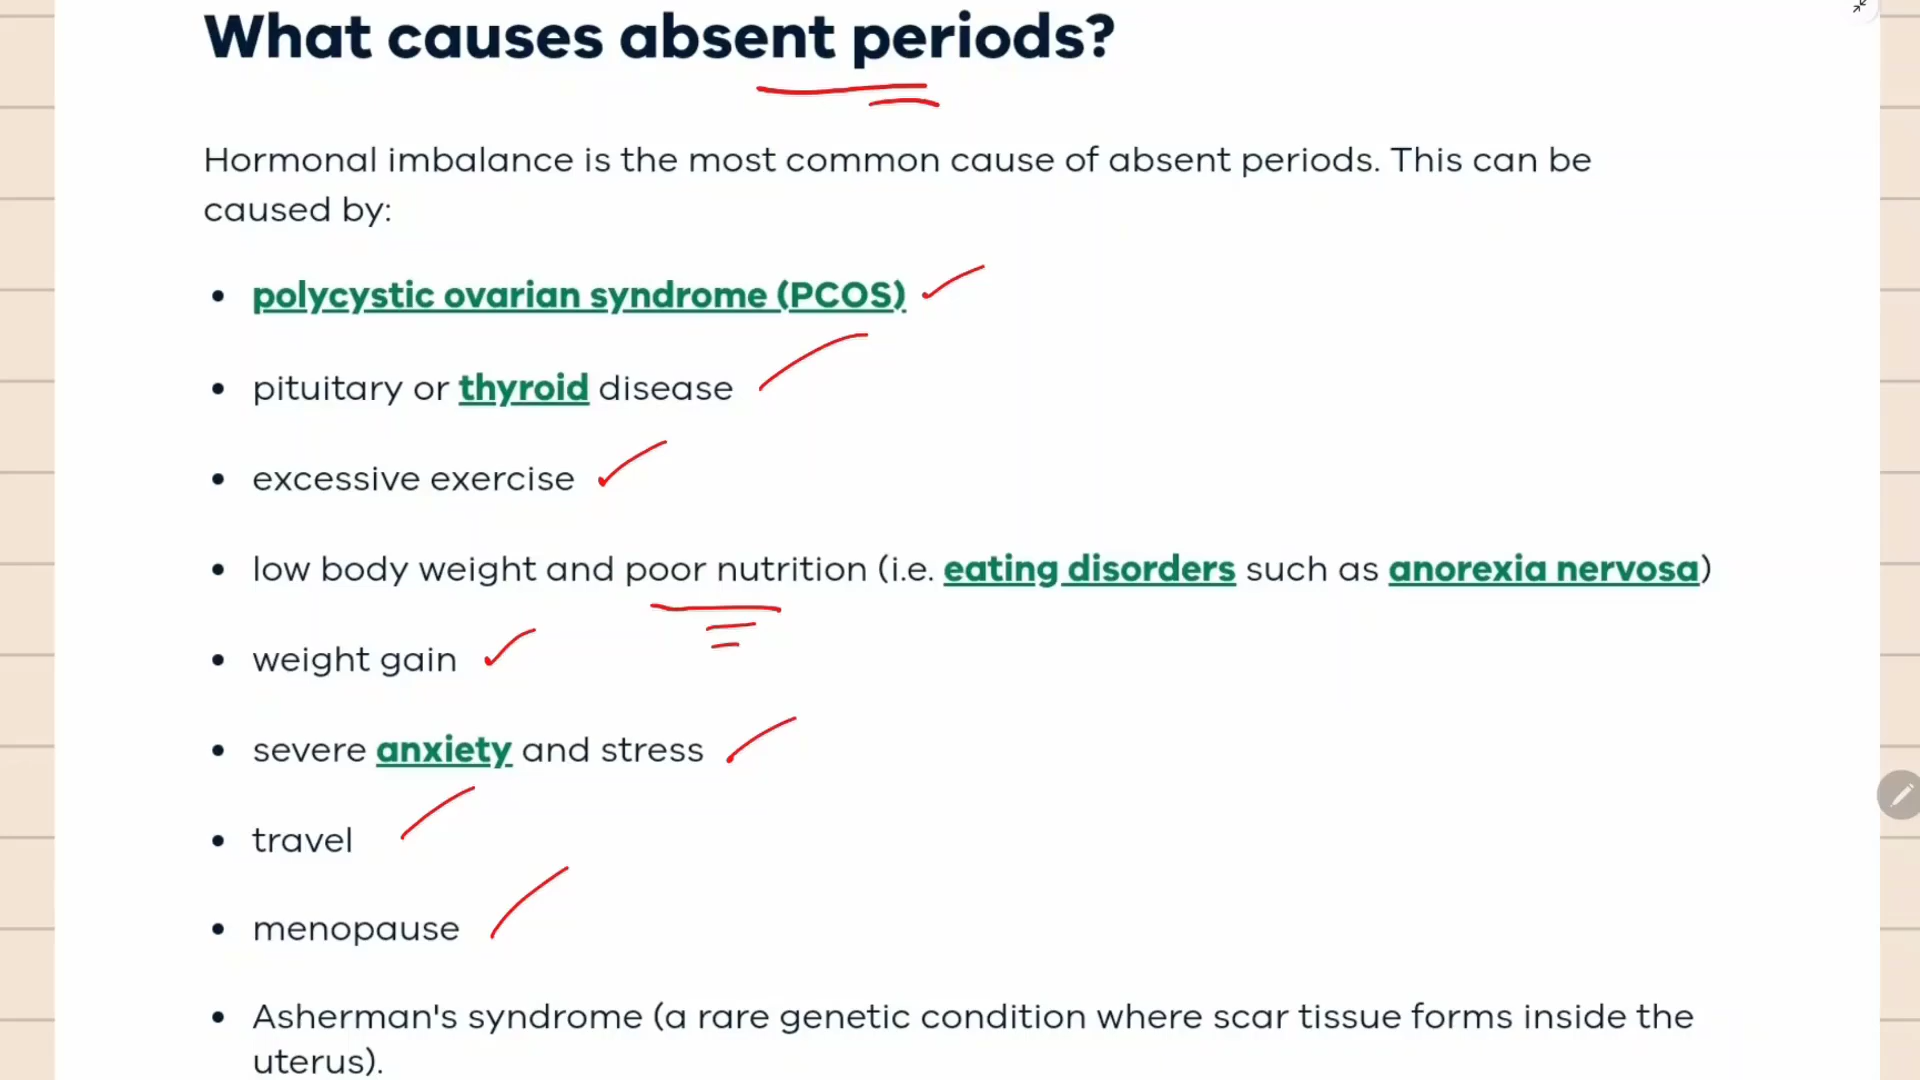 What causes absent periods?
Hormonal imbalance is the most common cause of absent periods. This can be
caused by:
• polycystic ovarian syndrome (PCOS)
• pituitary or thyroid disease
• excessive exercise
• low body weight and poor nutrition (i.e. eating disorders such as anorexia nervosa)
• weight gain
• severe anxiety and stress
• travel
• menopause
• Asherman's syndrome (a rare genetic condition where scar tissue forms inside the
uterus).